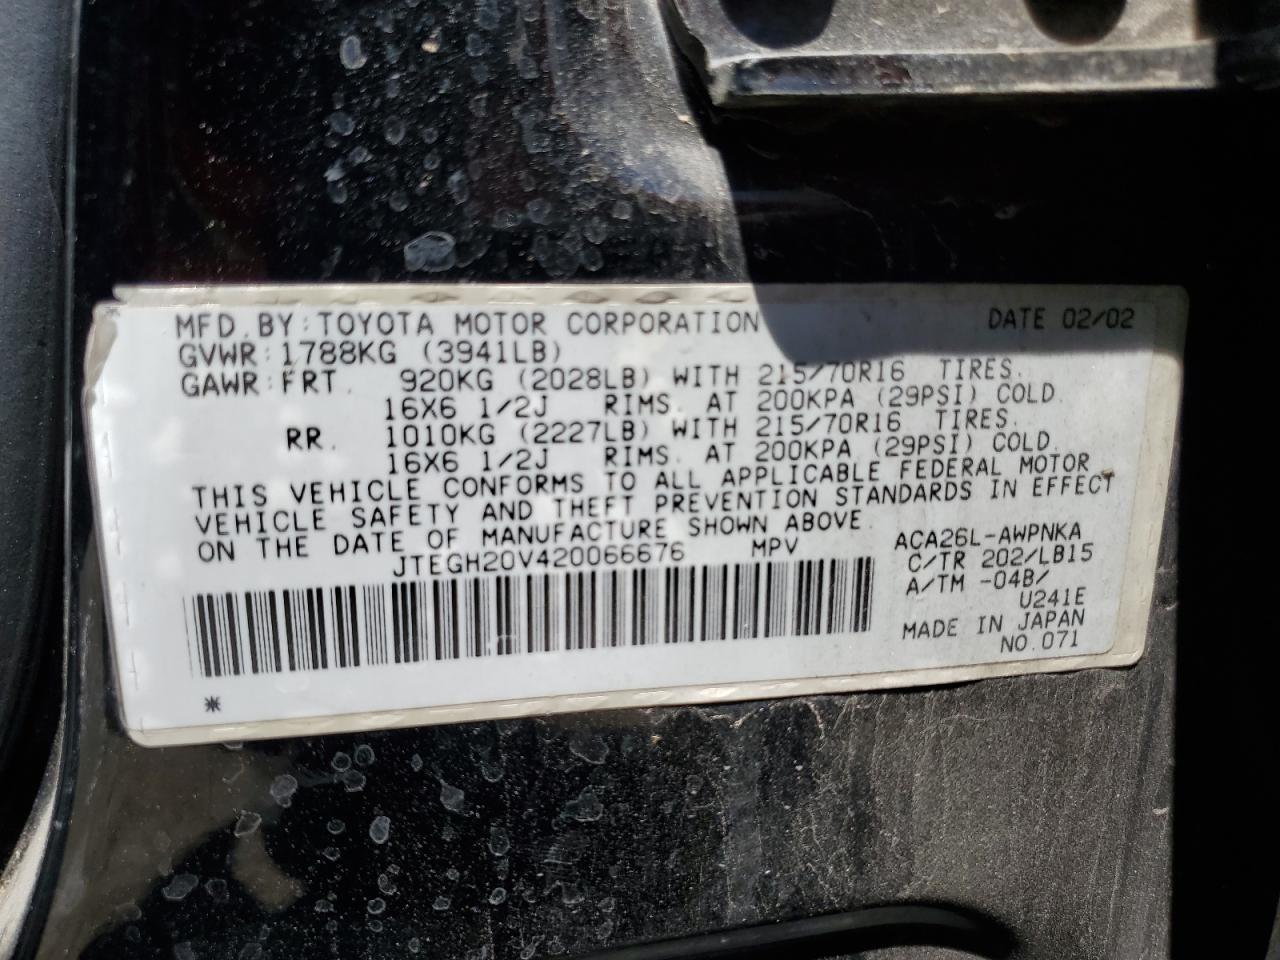 MFD. BY: TOYOTA MOTOR CORPORATION DATE 02/02
GVWR: 1788KG (3941LB)
GAWR: FRT. 920KG (2028LB) WITH 215/70R16 TIRES.
16X6 1/2J RIMS. AT 200KPA (29PSI) COLD.
RR. 1010KG (2227LB) WITH 215/70R16 TIRES.
16X6 1/2J RIMS. AT 200KPA (29PSI) COLD.
THIS VEHICLE CONFORMS TO ALL APPLICABLE FEDERAL MOTOR
VEHICLE SAFETY AND THEFT PREVENTION STANDARDS IN EFFECT
ON THE DATE OF MANUFACTURE SHOWN ABOVE.
JTEGH20V420066676 MPV
ACA26L-AWPNKA
C/TR 202/LB15
A/TM -04B/
U241E
MADE IN JAPAN
NO. 071
*